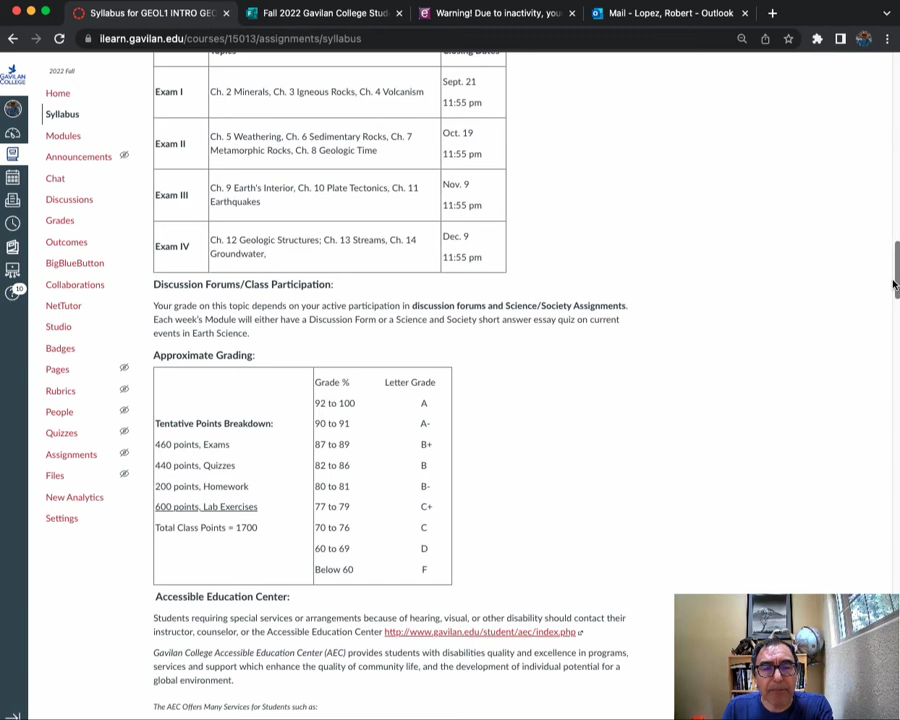 Syllabus for GEOL1 INTRO GEO
Fall 2022 Gavilan College Stud
Warning! Due to inactivity, you
Mail - Lopez, Robert - Outlook
ilearn.gavilan.edu/courses/15013/assignments/syllabus
GAVILAN
COLLEGE
2022 Fall
Home
Syllabus
Modules
Announcements
Chat
Discussions
Grades
Outcomes
BigBlueButton
Collaborations
10
NetTutor
Studio
Badges
Pages
Rubrics
People
Quizzes
Assignments
Files
New Analytics
Settings
Topics
Closing Dates
Exam I
Ch. 2 Minerals, Ch. 3 Igneous Rocks, Ch. 4 Volcanism
Sept. 21
11:55 pm
Exam II
Ch. 5 Weathering, Ch. 6 Sedimentary Rocks, Ch. 7
Metamorphic Rocks, Ch. 8 Geologic Time
Oct. 19
11:55 pm
Exam III
Ch. 9 Earth's Interior, Ch. 10 Plate Tectonics, Ch. 11
Earthquakes
Nov. 9
11:55 pm
Exam IV
Ch. 12 Geologic Structures; Ch. 13 Streams, Ch. 14
Groundwater,
Dec. 9
11:55 pm
Discussion Forums/Class Participation:
Your grade on this topic depends on your active participation in discussion forums and Science/Society Assignments.
Each week's Module will either have a Discussion Form or a Science and Society short answer essay quiz on current
events in Earth Science.
Approximate Grading:
Tentative Points Breakdown:
460 points, Exams
440 points, Quizzes
200 points, Homework
600 points, Lab Exercises
Total Class Points = 1700
Grade % Letter Grade
92 to 100 A
90 to 91 A-
87 to 89 B+
82 to 86 B
80 to 81 B-
77 to 79 C+
70 to 76 C
60 to 69 D
Below 60 F
Accessible Education Center:
Students requiring special services or arrangements because of hearing, visual, or other disability should contact their
instructor, counselor, or the Accessible Education Center http://www.gavilan.edu/student/aec/index.php
Gavilan College Accessible Education Center (AEC) provides students with disabilities quality and excellence in programs,
services and support which enhance the quality of community life, and the development of individual potential for a
global environment.
The AEC Offers Many Services for Students such as: